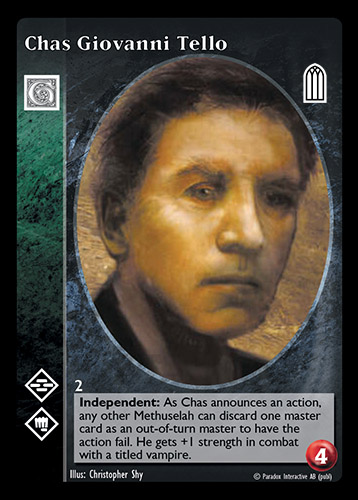 Chas Giovanni Tello
G
2
Independent: As Chas announces an action,
any other Methuselah can discard one master
card as an out-of-turn master to have the
action fail. He gets +1 strength in combat
with a titled vampire.
4
Illus: Christopher Shy
© Paradox Interactive AB (publ)